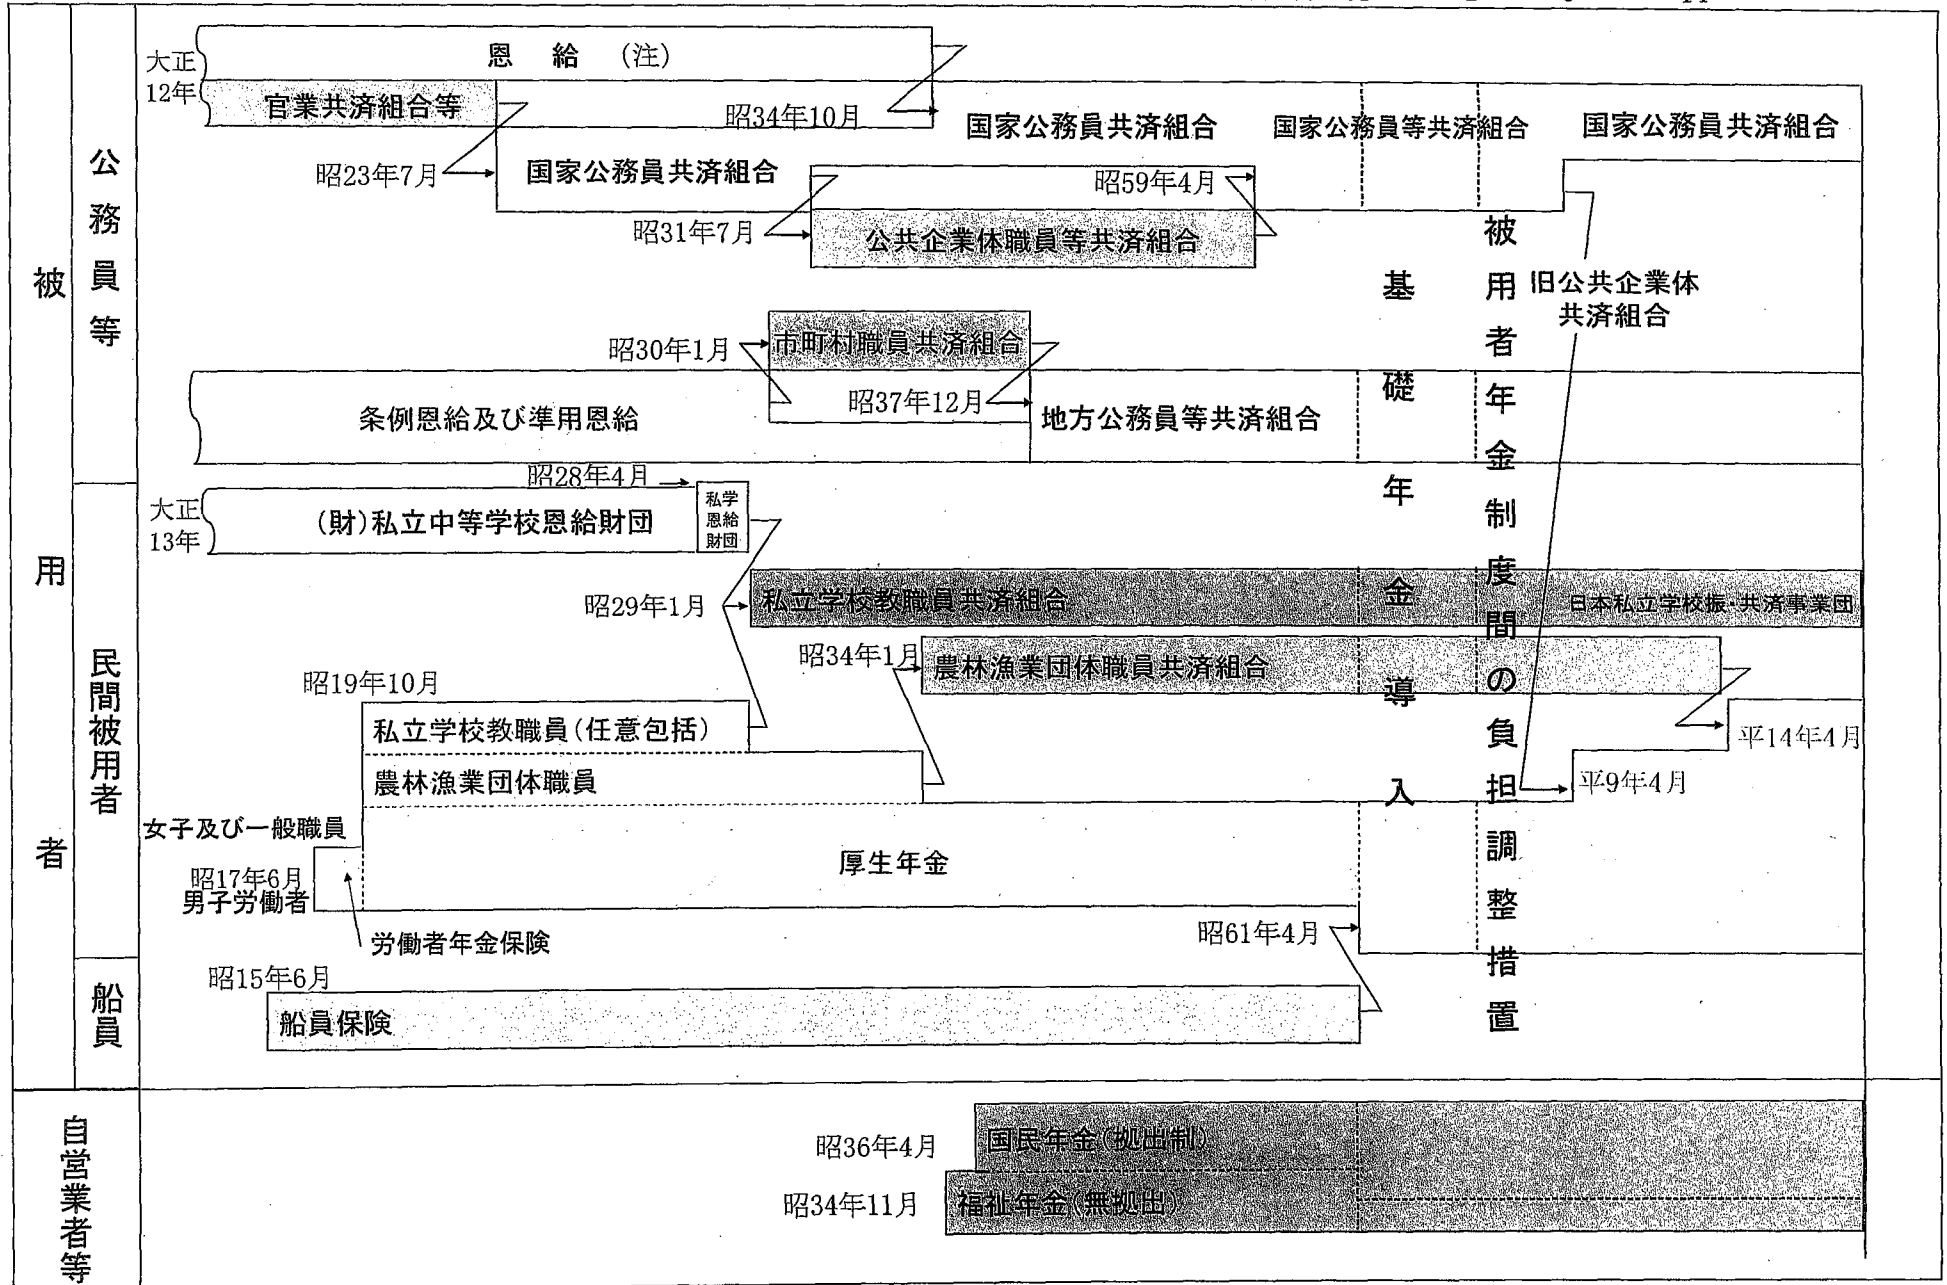 被用者
公務員等
民間被用者
船員
自営業者等
大正
12年
恩 給 (注)
官業共済組合等
昭34年10月
国家公務員共済組合
国家公務員等共済組合
国家公務員共済組合
昭23年7月
国家公務員共済組合
昭59年4月
昭31年7月
公共企業体職員等共済組合
旧公共企業体
共済組合
昭30年1月
市町村職員共済組合
昭37年12月
条例恩給及び準用恩給
地方公務員等共済組合
基礎年金導入
被用者年金制度間の負担調整措置
昭28年4月
大正
13年
(財)私立中等学校恩給財団
私学
恩給
財団
昭29年1月
私立学校教職員共済組合
日本私立学校振・共済事業団
昭34年1月
農林漁業団体職員共済組合
昭19年10月
私立学校教職員(任意包括)
平14年4月
農林漁業団体職員
平9年4月
女子及び一般職員
厚生年金
昭17年6月
男子労働者
労働者年金保険
昭61年4月
昭15年6月
船員保険
昭36年4月
国民年金(拠出制)
昭34年11月
福祉年金(無拠出)